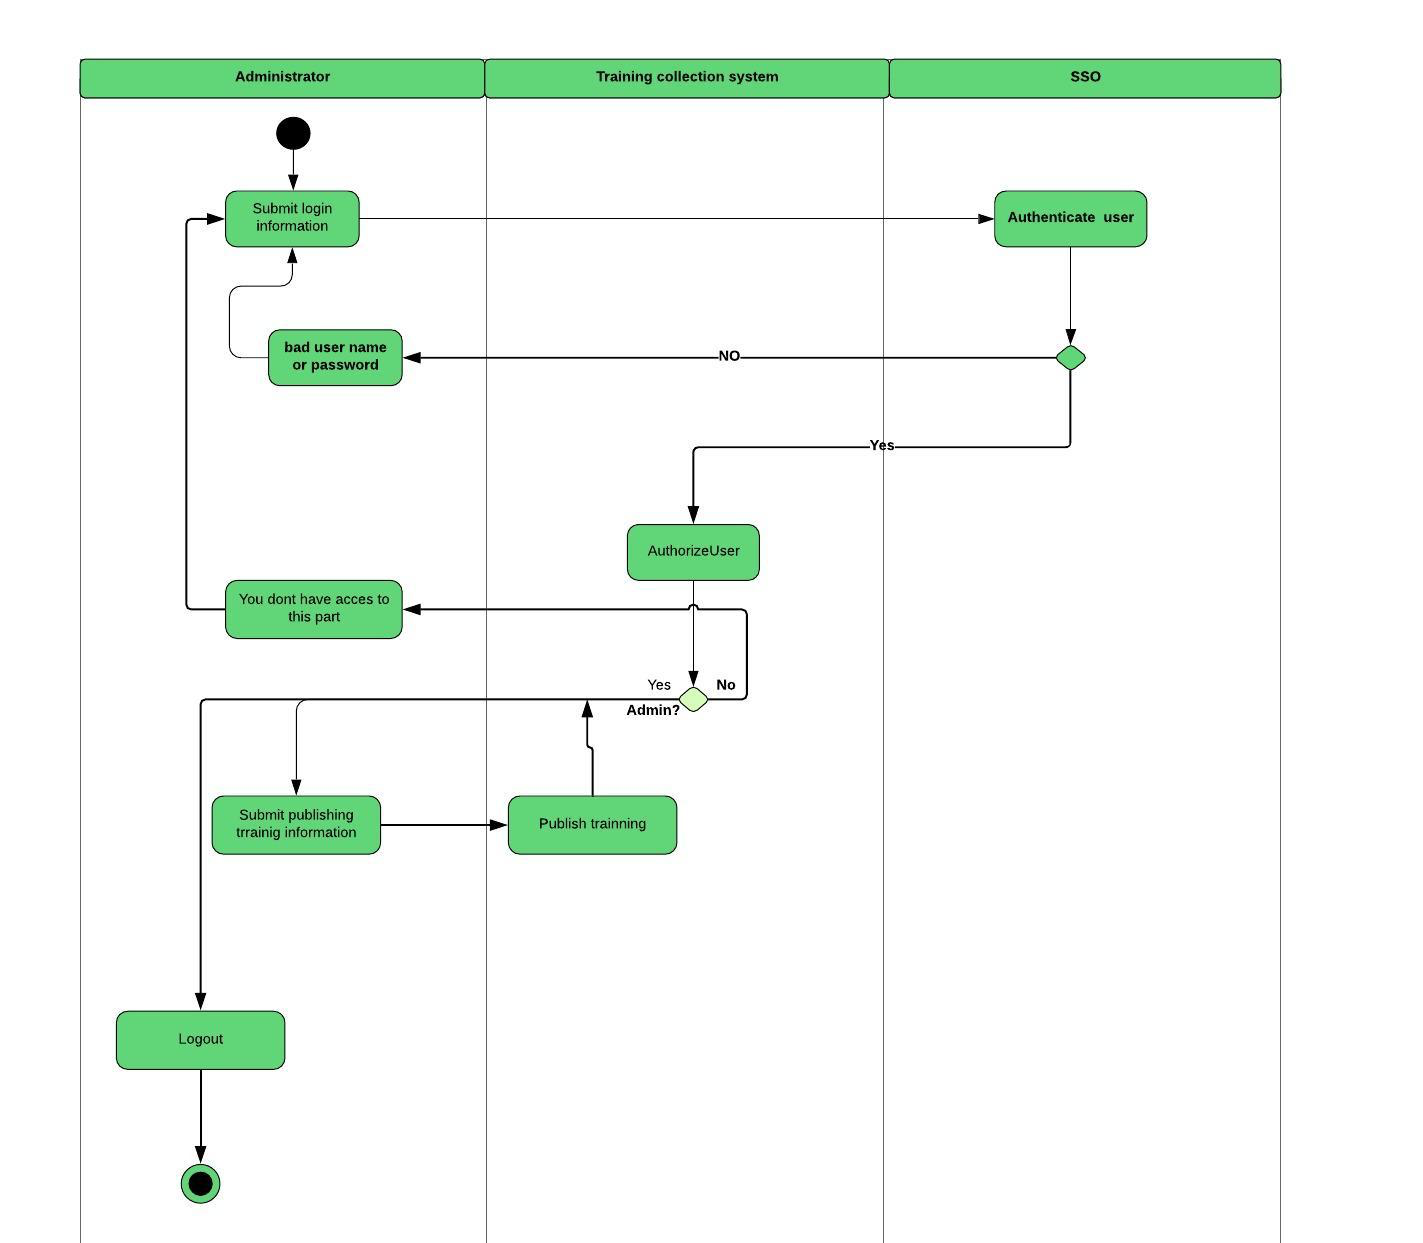 Administrator
Training collection system
SSO
Submit login
information
Authenticate  user
bad user name
or password
NO
Yes
AuthorizeUser
You dont have acces to
this part
Yes
No
Admin?
Submit publishing
trrainig information
Publish trainning
Logout